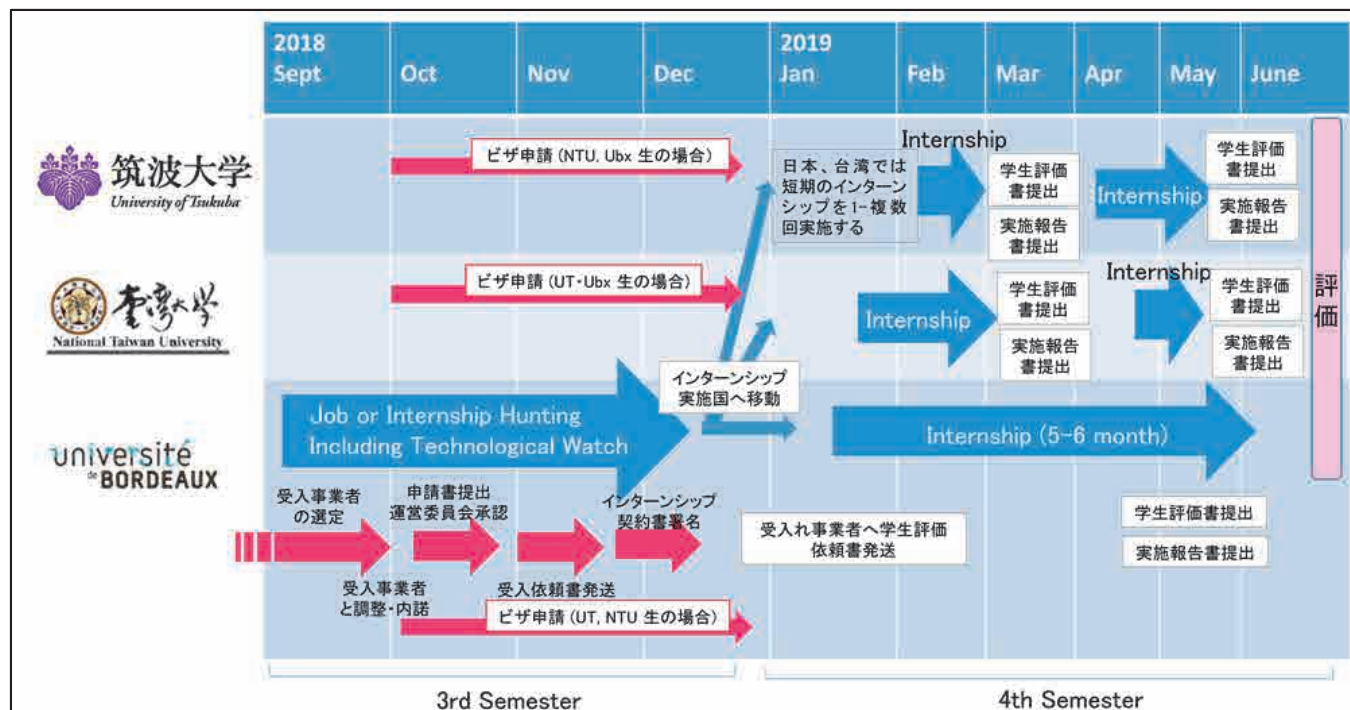 2018
Sept
Oct
Nov
Dec
2019
Jan
Feb
Mar
Apr
May
June
筑波大学
University of Tsukuba
ビザ申請 (NTU, Ubx 生の場合)
日本、台湾では
短期のインターン
シップを1-複数
回実施する
Internship
学生評価
書提出
実施報告
書提出
Internship
学生評価
書提出
実施報告
書提出
評価
臺灣大學
National Taiwan University
ビザ申請 (UT・Ubx 生の場合)
Internship
学生評価
書提出
実施報告
書提出
Internship
学生評価
書提出
実施報告
書提出
インターンシップ
実施国へ移動
université
de BORDEAUX
Job or Internship Hunting
Including Technological Watch
Internship (5-6 month)
受入事業者
の選定
申請書提出
運営委員会承認
インターンシップ
契約書署名
受入れ事業者へ学生評価
依頼書発送
学生評価書提出
実施報告書提出
受入事業者
と調整・内諾
受入依頼書発送
ビザ申請 (UT, NTU 生の場合)
3rd Semester
4th Semester